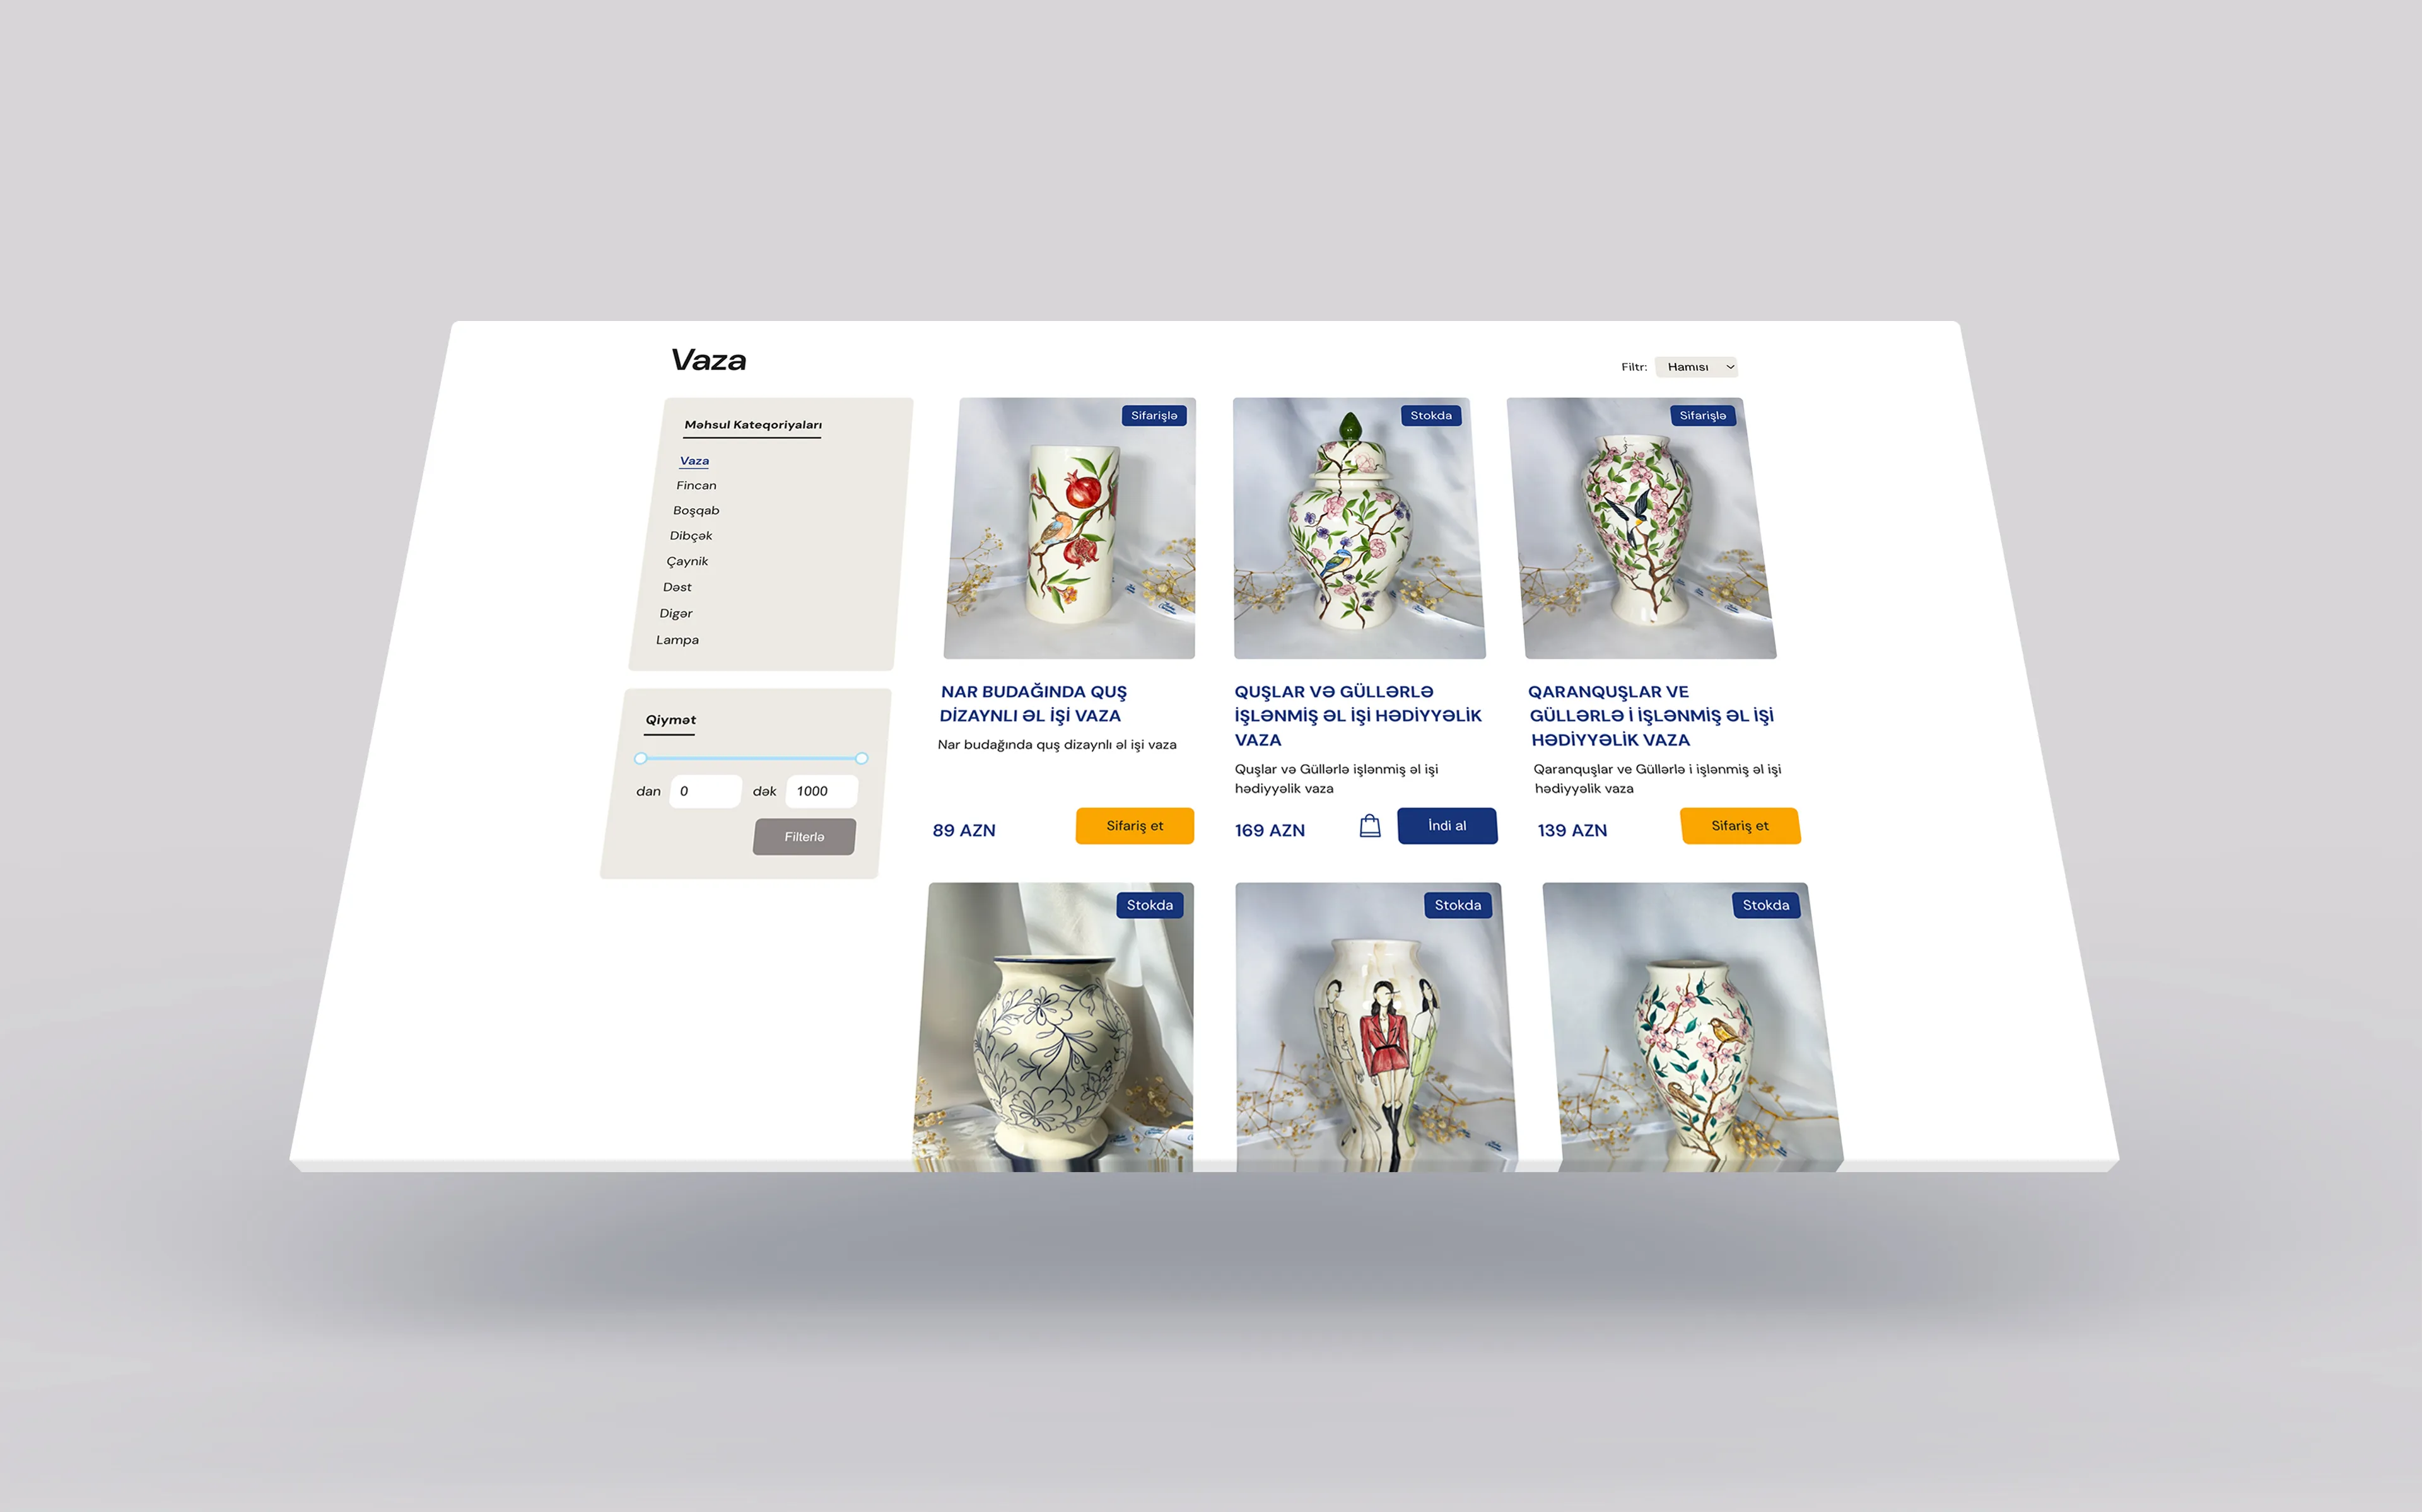 Vaza
Filtr: Hamısı
Məhsul Kateqoriyaları
Vaza
Fincan
Boşqab
Dibçək
Çaynik
Dəst
Digər
Lampa
Qiymət
dan 0 dək 1000
Filterlə
Sifarişlə
NAR BUDAĞINDA QUŞ
DİZAYNLI ƏL İŞİ VAZA
Nar budağında quş dizaynlı əl işi vaza
89 AZN
Sifariş et
Stokda
QUŞLAR VƏ GÜLLƏRLƏ
İŞLƏNMİŞ ƏL İŞİ HƏDİYYƏLİK
VAZA
Quşlar və Güllərlə işlənmiş əl işi
hədiyyəlik vaza
169 AZN
İndi al
Sifarişlə
QARANQUŞLAR VE
GÜLLƏRLƏ İ İŞLƏNMİŞ ƏL İŞİ
HƏDİYYƏLİK VAZA
Qaranquşlar ve Güllərlə i işlənmiş əl işi
hədiyyəlik vaza
139 AZN
Sifariş et
Stokda
Stokda
Stokda